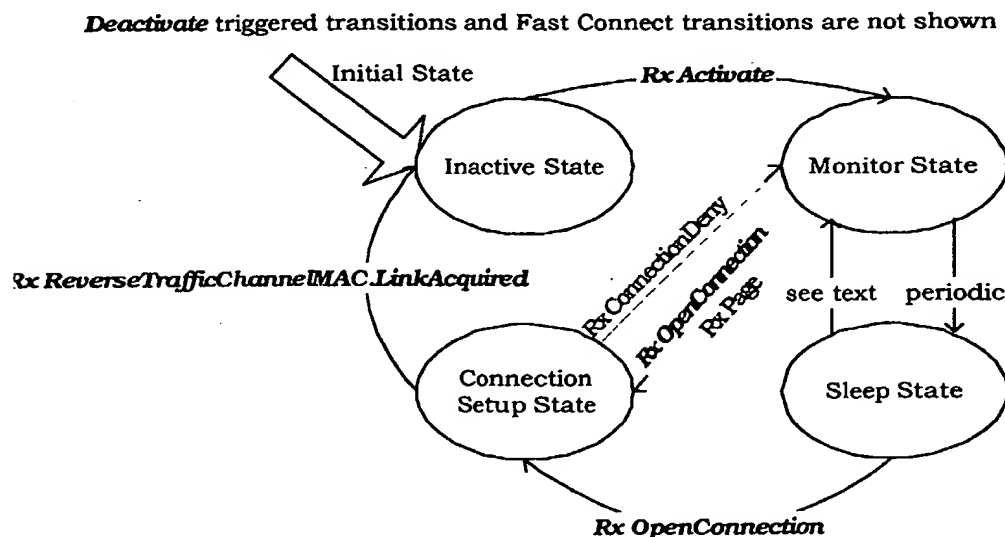 Deactivate triggered transitions and Fast Connect transitions are not shown
Initial State
Rx Activate
Inactive State
Monitor State
Rx ConnectionDeny
Rx OpenConnection
Rx Page
Rx ReverseTrafficChannelMAC.LinkAcquired
see text
periodic
Connection
Setup State
Sleep State
Rx OpenConnection